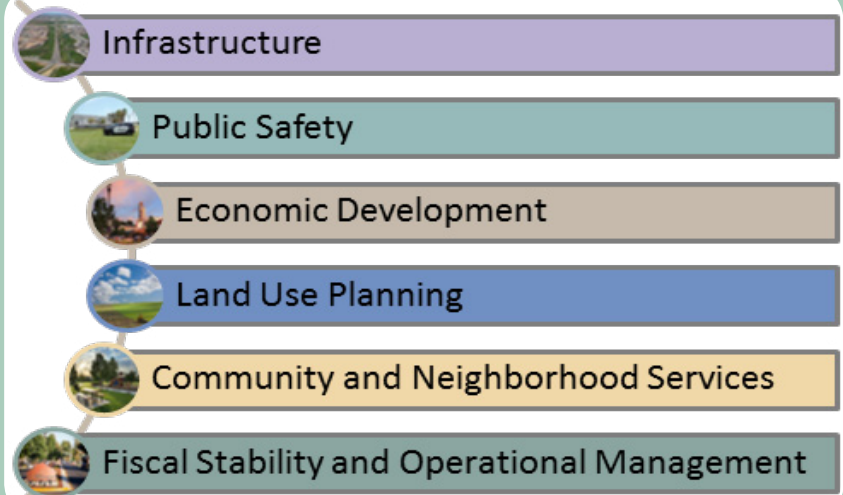 Infrastructure
Public Safety
Economic Development
Land Use Planning
Community and Neighborhood Services
Fiscal Stability and Operational Management